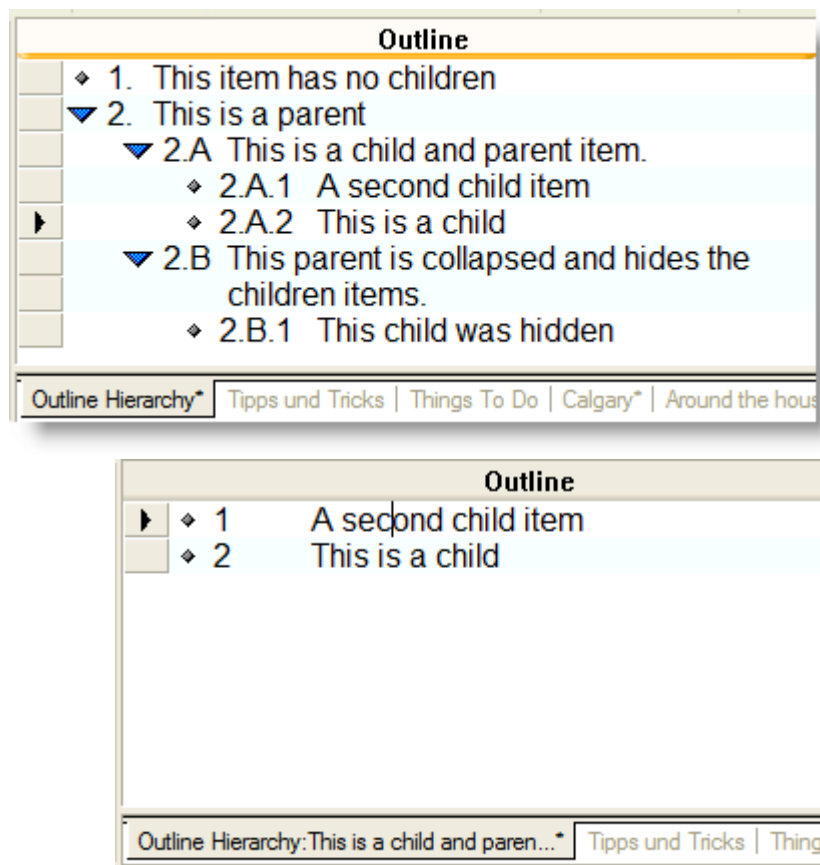 Outline
1. This item has no children
2. This is a parent
2.A This is a child and parent item.
2.A.1 A second child item
2.A.2 This is a child
2.B This parent is collapsed and hides the
children items.
2.B.1 This child was hidden
Outline Hierarchy* Tipps und Tricks | Things To Do | Calgary* | Around the hous
Outline
1 A second child item
2 This is a child
Outline Hierarchy:This is a child and paren...* Tipps und Tricks | Thing